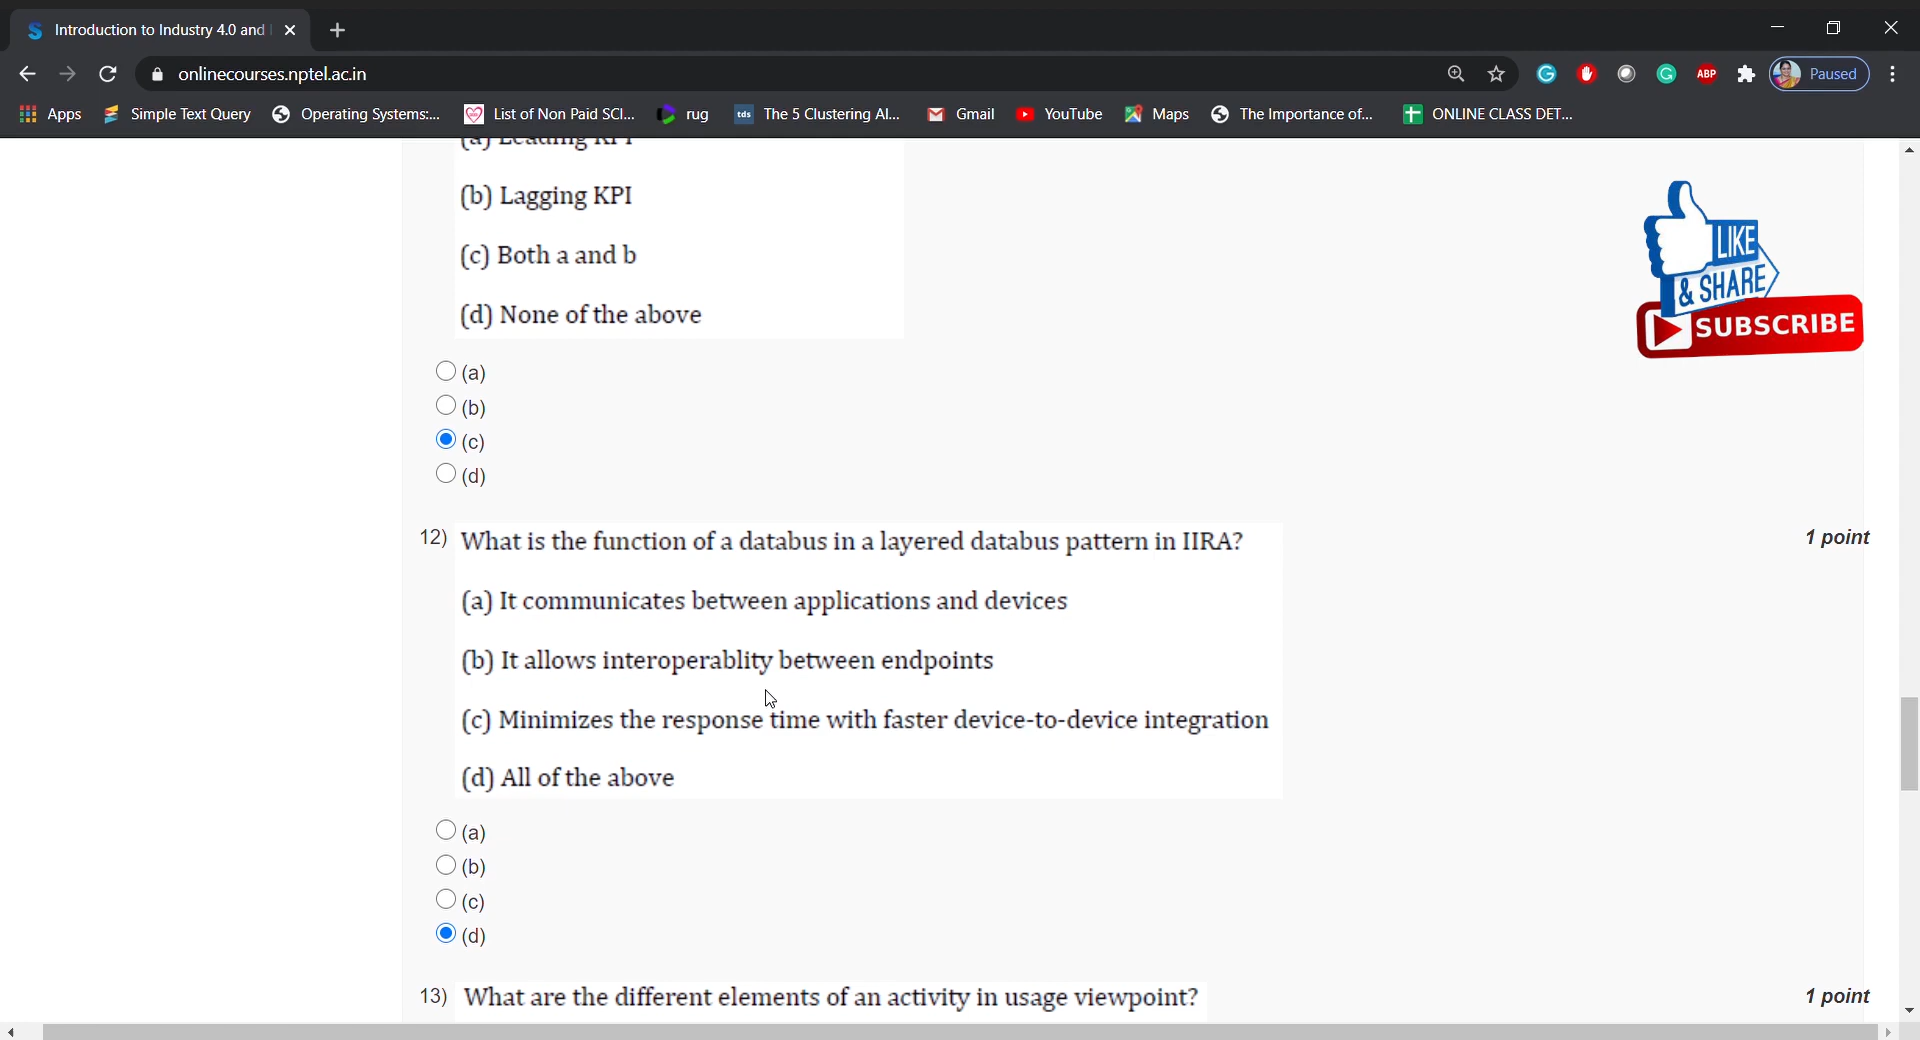 Introduction to Industry 4.0 and
onlinecourses.nptel.ac.in
Paused
Apps
Simple Text Query
Operating Systems:...
List of Non Paid SCI...
rug
tds
The 5 Clustering Al...
Gmail
YouTube
Maps
The Importance of...
ONLINE CLASS DET...
ABP
(a) Leading KPI
(b) Lagging KPI
(c) Both a and b
(d) None of the above
LIKE
& SHARE
SUBSCRIBE
(a)
(b)
(c)
(d)
12) What is the function of a databus in a layered databus pattern in IIRA?
1 point
(a) It communicates between applications and devices
(b) It allows interoperablity between endpoints
(c) Minimizes the response time with faster device-to-device integration
(d) All of the above
(a)
(b)
(c)
(d)
13) What are the different elements of an activity in usage viewpoint?
1 point